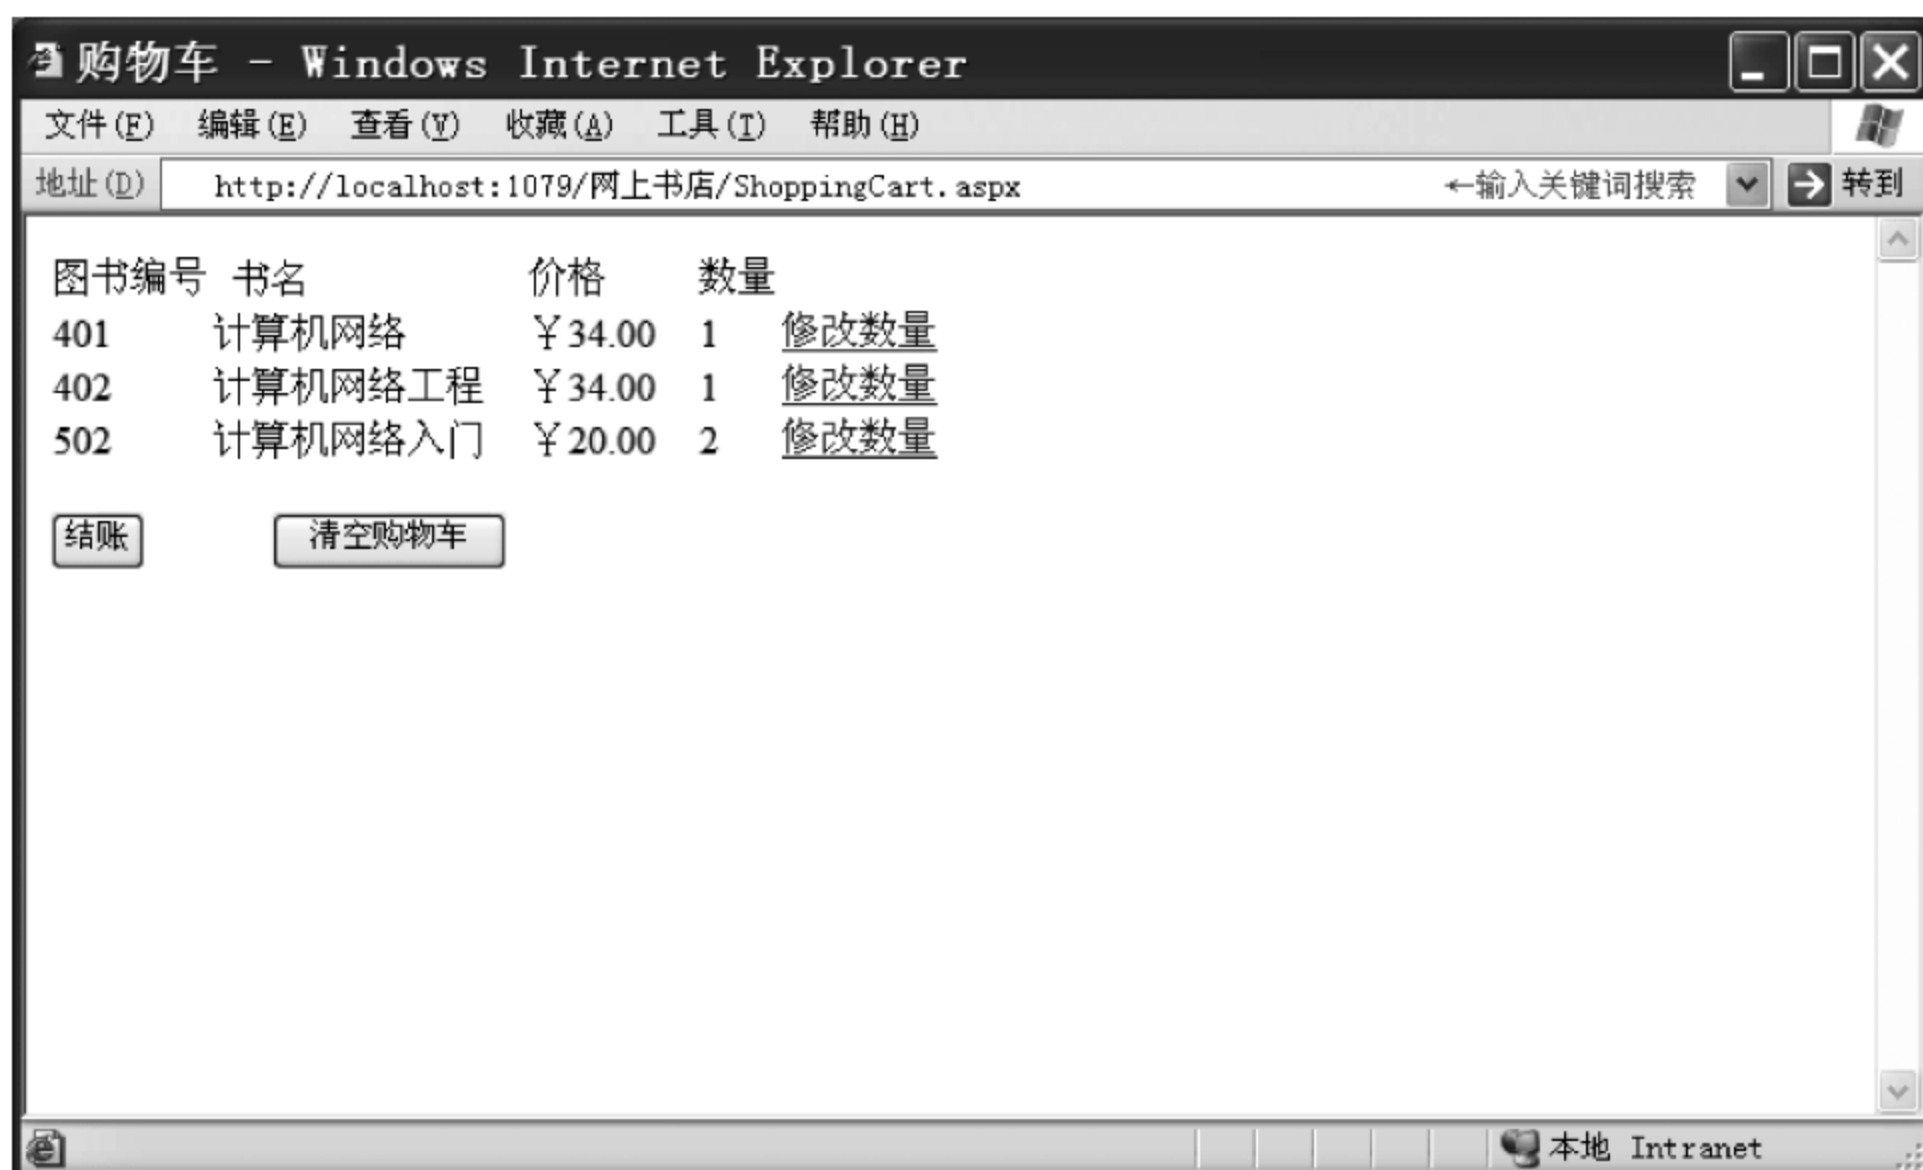 购物车 - Windows Internet Explorer
文件(F) 编辑(E) 查看(V) 收藏(A) 工具(T) 帮助(H)
地址(D) http://localhost:1079/网上书店/ShoppingCart.aspx ←输入关键词搜索 转到
图书编号 书名 价格 数量
401 计算机网络 ￥34.00 1 修改数量
402 计算机网络工程 ￥34.00 1 修改数量
502 计算机网络入门 ￥20.00 2 修改数量
结账 清空购物车
本地 Intranet